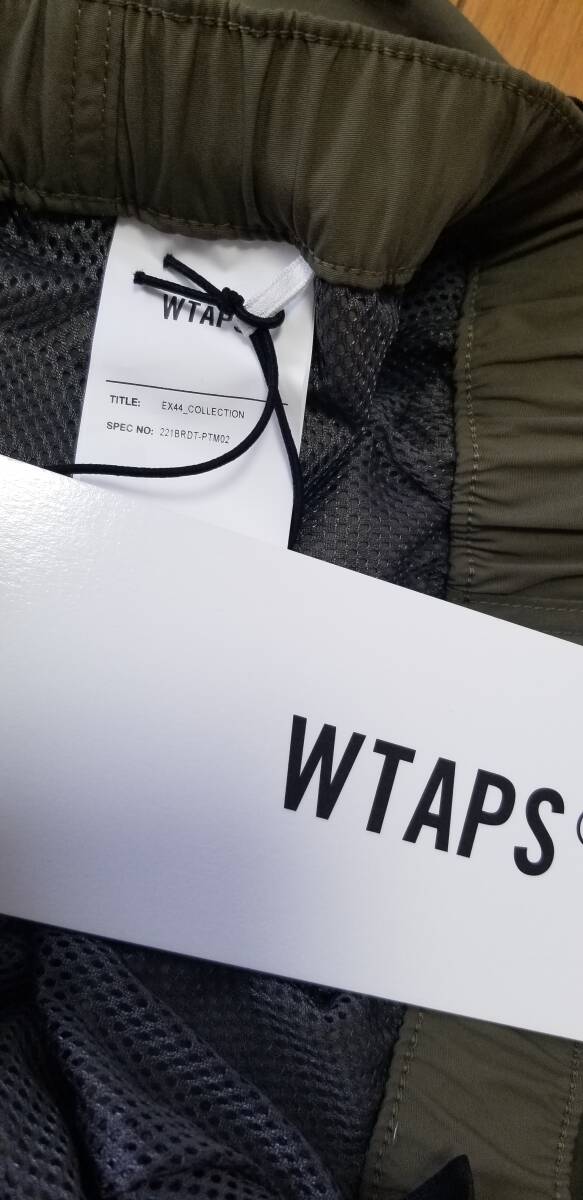 WTAPS
TITLE: EX44_COLLECTION
SPEC NO: 221BRDT-PTM02
WTAPS